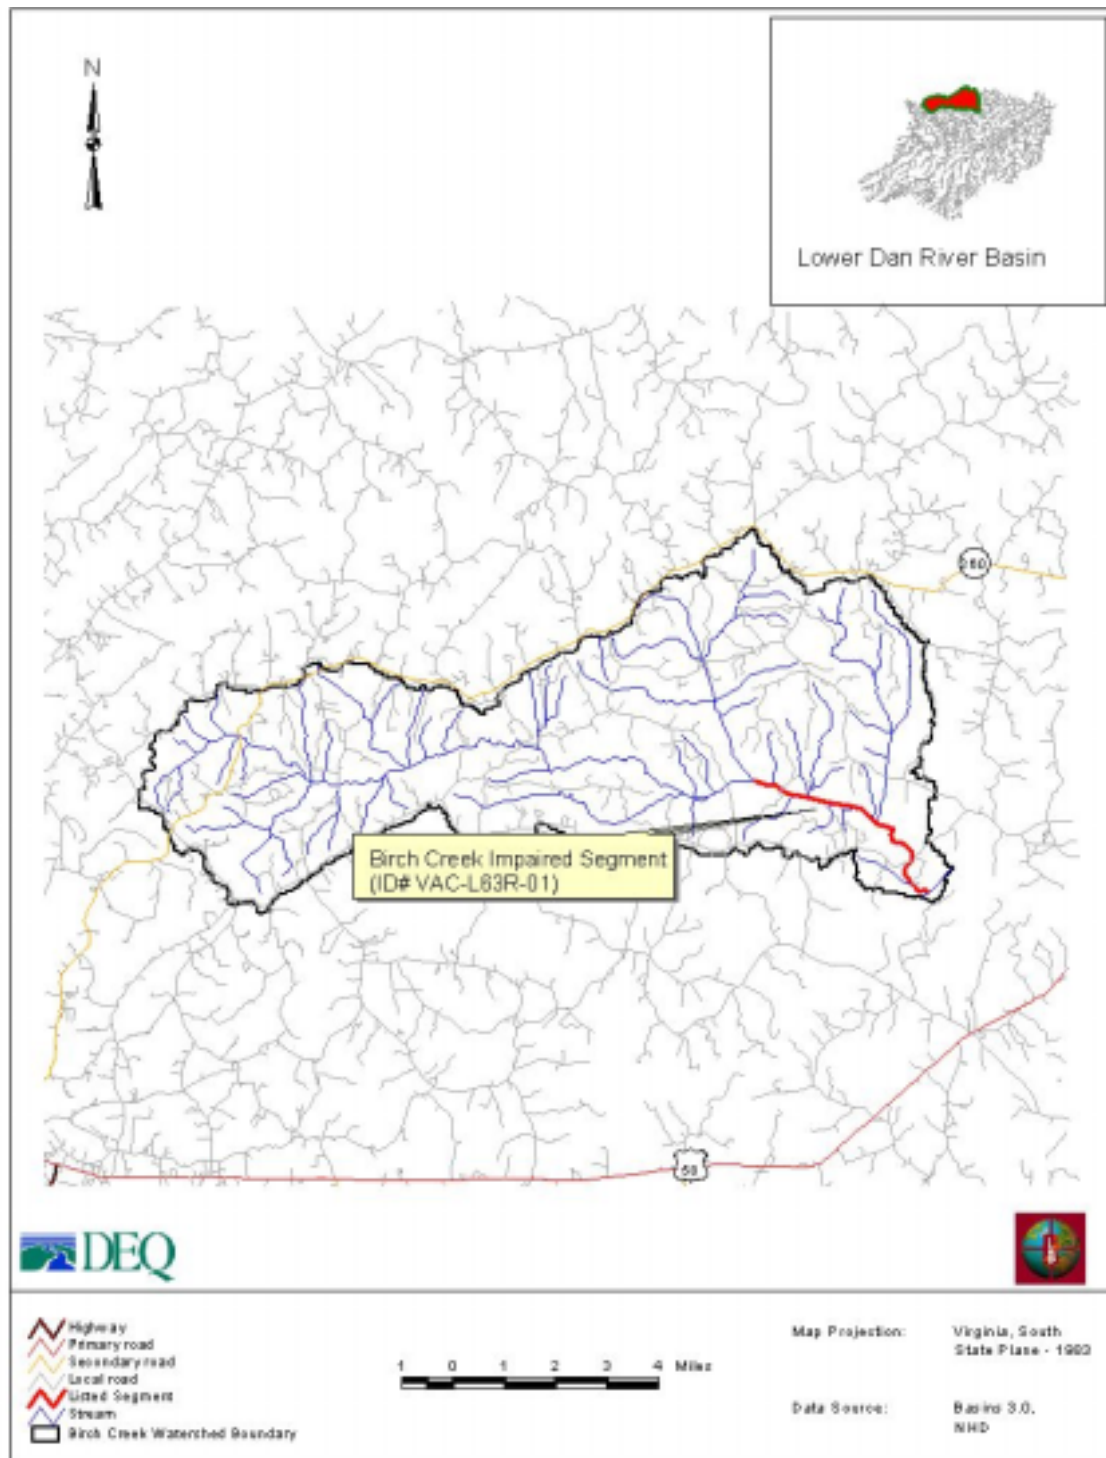 N
Lower Dan River Basin
360
Birch Creek Impaired Segment
(ID# VAC-L63R-01)
58
DEQ
Highway
Primary road
Secondary road
Local road
Listed Segment
Stream
Birch Creek Watershed Boundary
1 0 1 2 3 4 Miles
Map Projection: Virginia, South
State Plane - 1983
Data Source: Basins 3.0,
NHD